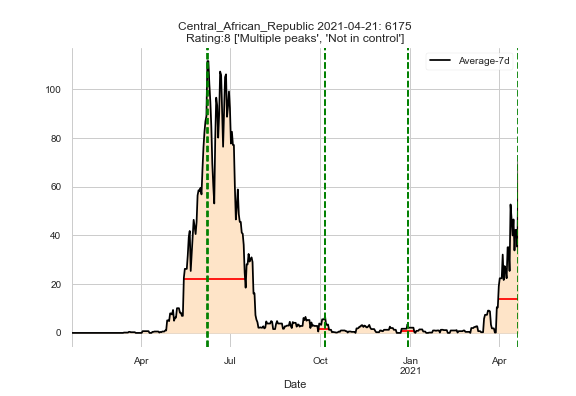 Central_African_Republic 2021-04-21: 6175
Rating:8 ['Multiple peaks', 'Not in control']
Average-7d
100
80
60
40
20
0
Apr
Jul
Oct
Jan
2021
Apr
Date